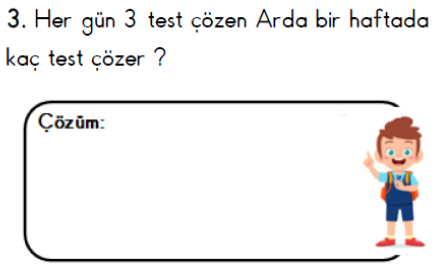 3. Her gün 3 test çözen Arda bir haftada
kaç test çözer ?
Çözüm: